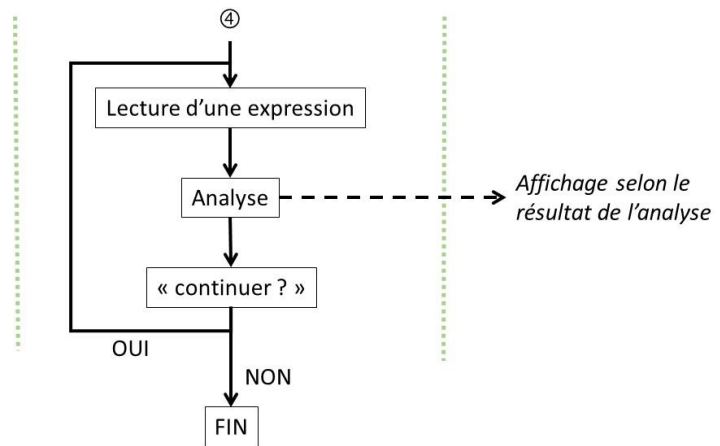 ④
Lecture d’une expression
Analyse
Affichage selon le
résultat de l’analyse
« continuer ? »
OUI
NON
FIN